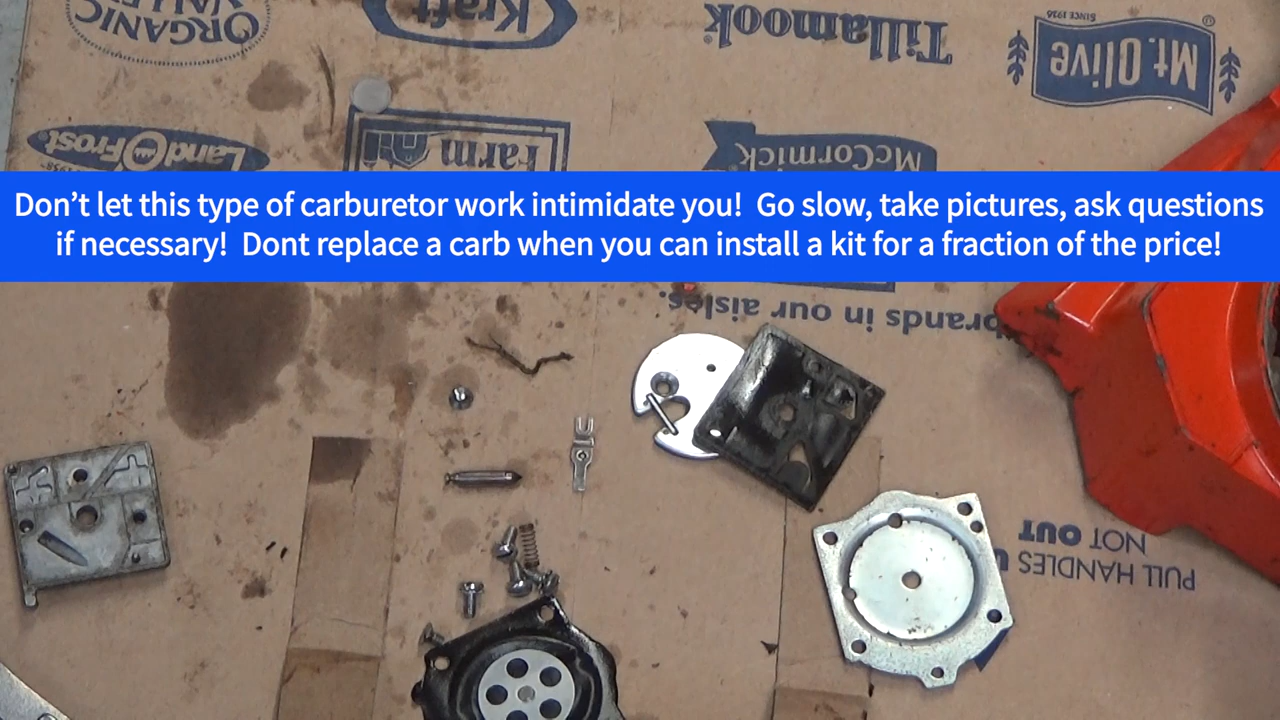 ORGANIC
VALLEY
Kraft
Tillamook
SINCE 1926
Mt. Olive
Land O Frost
1958
Farm
McCormick
Don’t let this type of carburetor work intimidate you!  Go slow, take pictures, ask questions
if necessary!  Dont replace a carb when you can install a kit for a fraction of the price!
brands in our aisles.
PULL HANDLES
NOT OUT